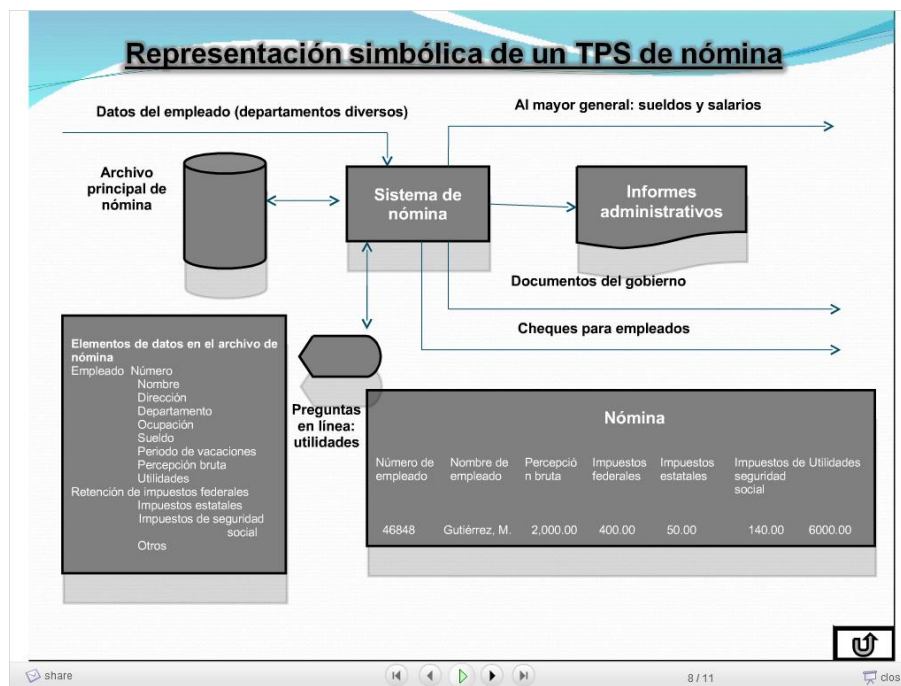 Representación simbólica de un TPS de nómina
Datos del empleado (departamentos diversos)
Al mayor general: sueldos y salarios
Archivo
principal de
nómina
Sistema de
nómina
Informes
administrativos
Documentos del gobierno
Cheques para empleados
Elementos de datos en el archivo de
nómina
Empleado Número
Nombre
Dirección
Departamento
Ocupación
Sueldo
Periodo de vacaciones
Percepción bruta
Utilidades
Retención de impuestos federales
Impuestos estatales
Impuestos de seguridad
social
Otros
Preguntas
en línea:
utilidades
Nómina
Número de
empleado
Nombre de
empleado
Percepció
n bruta
Impuestos
federales
Impuestos
estatales
Impuestos de
seguridad
social
Utilidades
46848 Gutiérrez, M. 2,000.00 400.00 50.00 140.00 6000.00
share
8 / 11
clos